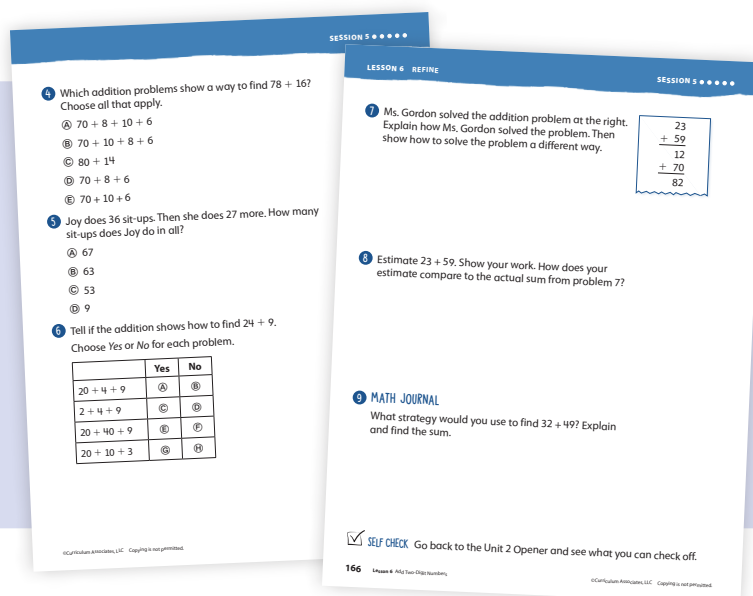 SESSION 5 ● ● ● ● ●
4 Which addition problems show a way to find 78 + 16?
Choose all that apply.
Ⓐ 70 + 8 + 10 + 6
Ⓑ 70 + 10 + 8 + 6
Ⓒ 80 + 14
Ⓓ 70 + 8 + 6
Ⓔ 70 + 10 + 6
5 Joy does 36 sit-ups. Then she does 27 more. How many
sit-ups does Joy do in all?
Ⓐ 67
Ⓑ 63
Ⓒ 53
Ⓓ 9
6 Tell if the addition shows how to find 24 + 9.
Choose Yes or No for each problem.
Yes No
20 + 4 + 9 Ⓐ Ⓑ
2 + 4 + 9 Ⓒ Ⓓ
20 + 40 + 9 Ⓔ Ⓕ
20 + 10 + 3 Ⓖ Ⓗ
©Curriculum Associates, LLC Copying is not permitted.
LESSON 6 REFINE
SESSION 5 ● ● ● ● ●
7 Ms. Gordon solved the addition problem at the right.
Explain how Ms. Gordon solved the problem. Then
show how to solve the problem a different way.
23
+ 59
12
+ 70
82
8 Estimate 23 + 59. Show your work. How does your
estimate compare to the actual sum from problem 7?
9 MATH JOURNAL
What strategy would you use to find 32 + 49? Explain
and find the sum.
SELF CHECK Go back to the Unit 2 Opener and see what you can check off.
166 Lesson 6 Add Two-Digit Numbers
©Curriculum Associates, LLC Copying is not permitted.